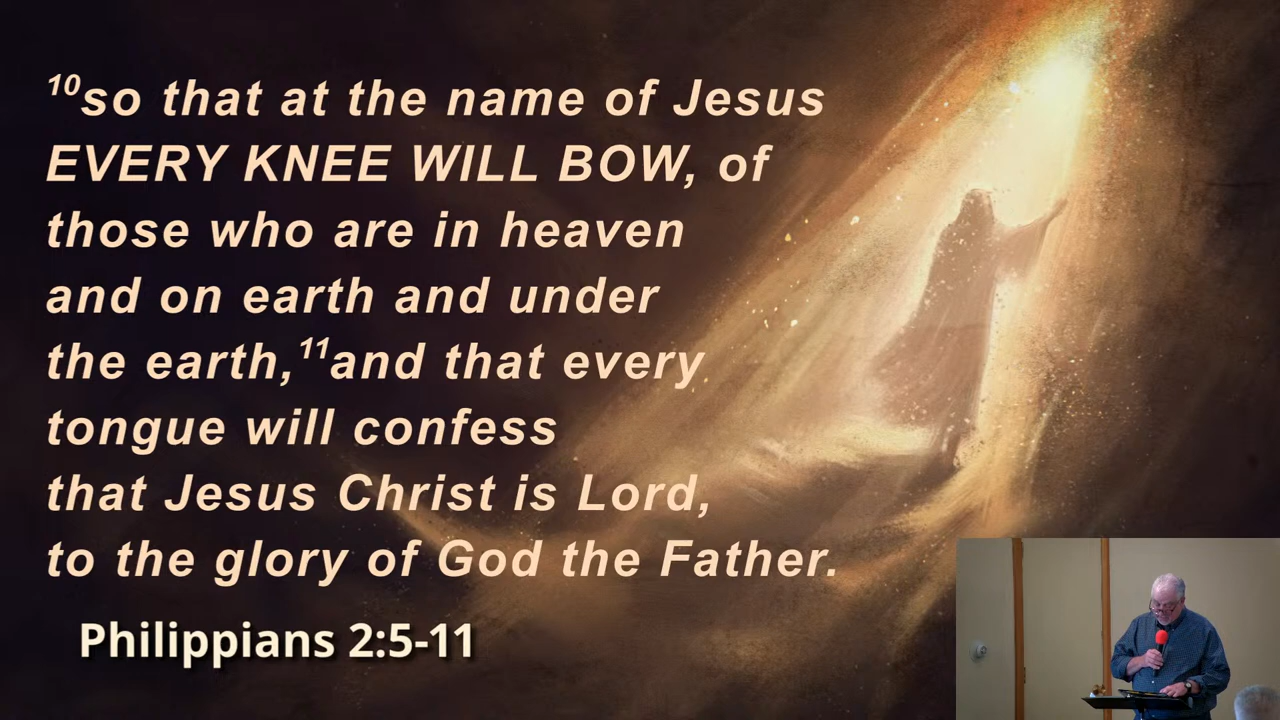 ¹⁰so that at the name of Jesus
EVERY KNEE WILL BOW, of
those who are in heaven
and on earth and under
the earth,¹¹and that every
tongue will confess
that Jesus Christ is Lord,
to the glory of God the Father.
Philippians 2:5-11